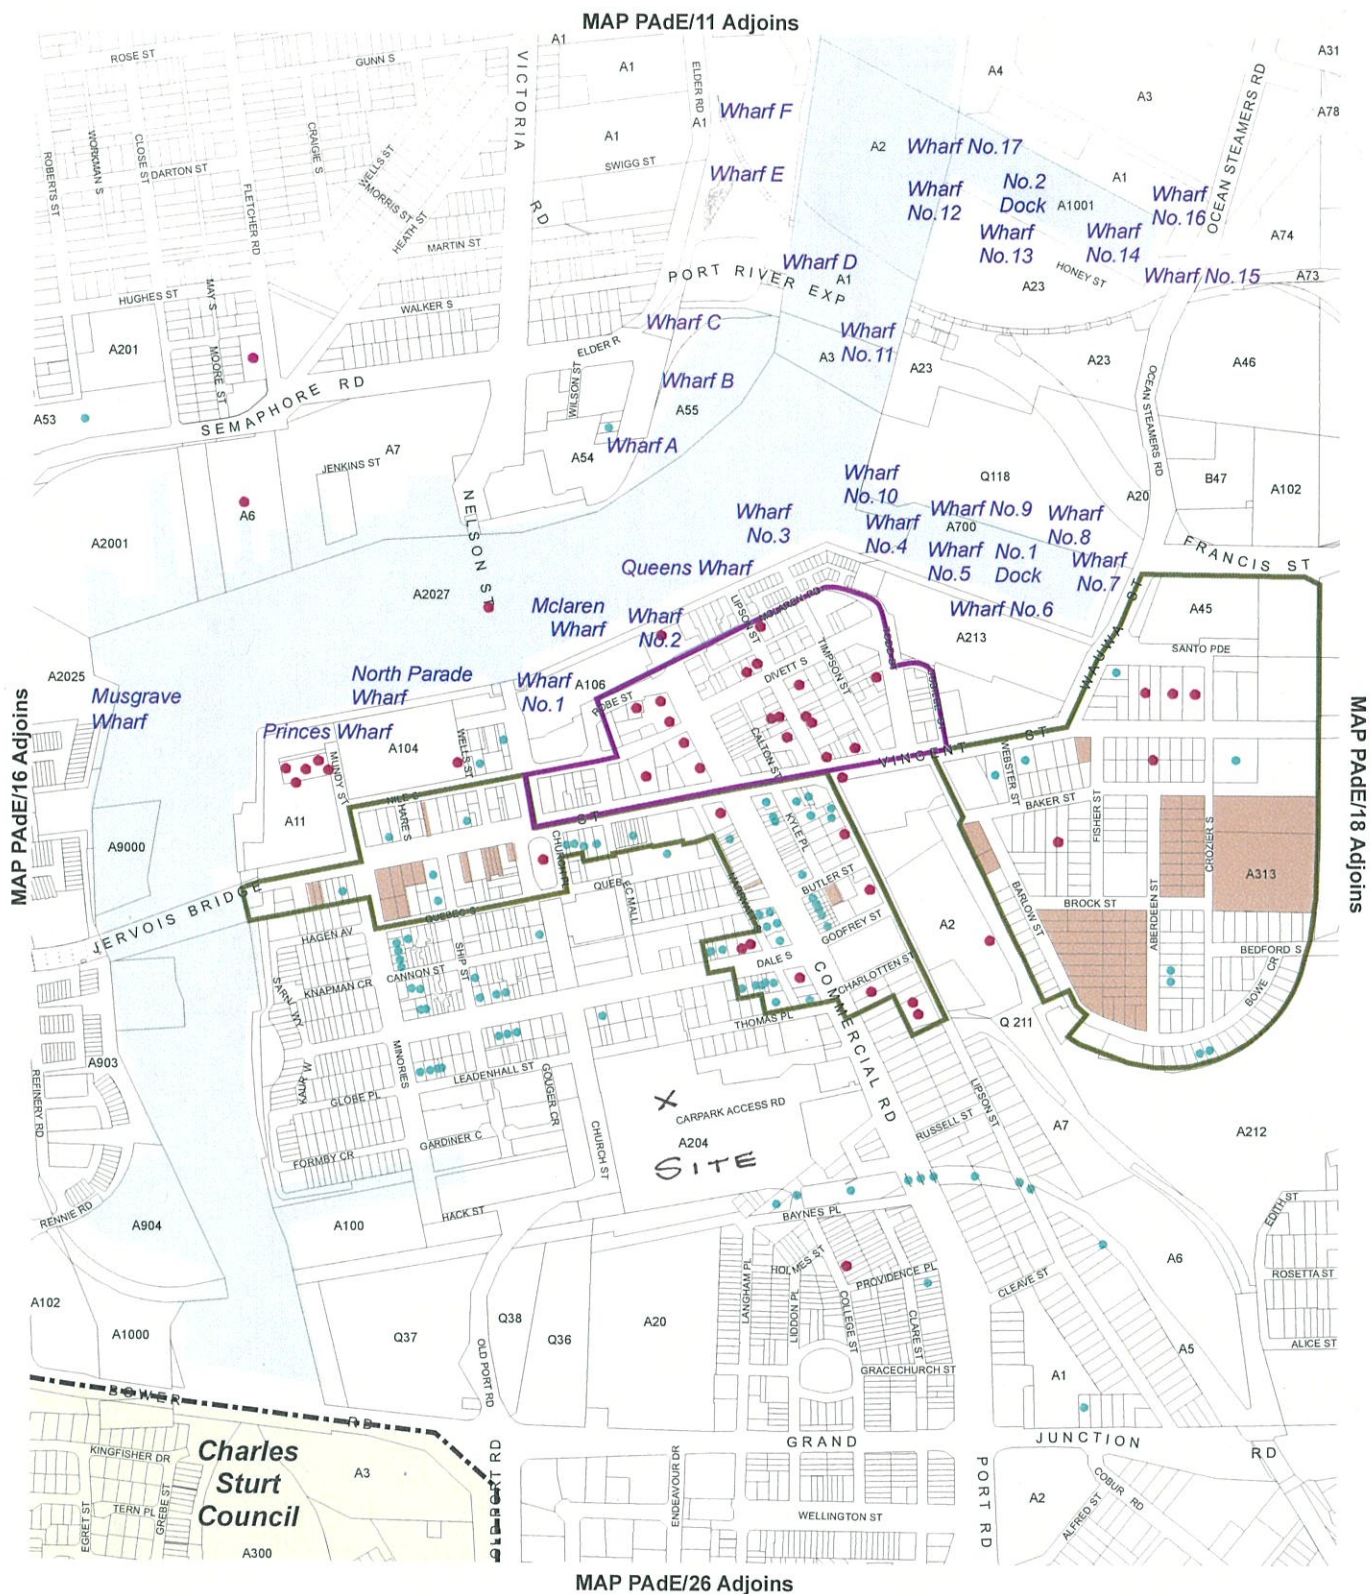 MAP PAdE/11 Adjoins
ROSE ST
GUNN S
VICTORIA
RD
A1
A1
ELDER RD
A1
A1
SWIGG ST
Wharf F
Wharf E
A4
A3
A31
A78
OCEAN STEAMERS RD
A2
Wharf No.17
Wharf
No.12
No.2
Dock
A1
A1001
Wharf
No.16
Wharf
No.13
Wharf
No.14
HONEY ST
A23
Wharf No.15
A74
A73
ROBERTS ST
WORKMAN S
CLOSE ST
DARTON ST
CRAIGIE S
FLETCHER RD
WELLS ST
MORRIS ST
HEATH ST
MARTIN ST
HUGHES ST
MAY S
WALKER S
MOORE ST
A201
A53
SEMAPHORE RD
Wharf D
A1
PORT RIVER EXP
Wharf C
ELDER R
WILSON ST
Wharf B
A55
Wharf A
A54
Wharf
No.11
A3
A23
A23
A46
OCEAN STEAMERS RD
A7
JENKINS ST
A6
A2001
NELSON ST
A2027
Wharf
No.10
Q118
Wharf No.9
A700
Wharf
No.8
A20
B47
A102
FRANCIS ST
Wharf
No.3
Wharf
No.4
Wharf
No.5
No.1
Dock
Wharf
No.7
Wharf No.6
A213
Queens Wharf
Mclaren
Wharf
Wharf
No.2
LIPSON ST
TIMPSON ST
DIVETT S
CALTON ST
ROBE ST
A106
WAUWA ST
A45
SANTO PDE
A2025
Musgrave
Wharf
North Parade
Wharf
Wharf
No.1
Princes Wharf
A104
WELLS ST
MUNDY ST
A11
NILE
HARE S
VINCENT ST
ST
WEBSTER ST
BAKER ST
FISHER ST
CROZIER S
A313
BROCK ST
BARLOW ST
ABERDEEN ST
BEDFORD S
BOWE CR
MAP PAdE/16 Adjoins
MAP PAdE/18 Adjoins
A9000
JERVOIS BRIDGE
CHURCH PL
QUEBEC MALL
QUEBEC S
KYLE PL
BUTLER ST
GODFREY ST
DALE S
CHARLOTTEN ST
THOMAS PL
COMMERCIAL RD
A2
Q 211
HAGEN AV
CANNON ST
SHIP ST
KNAPMAN CR
SARN WY
MINORIES
LEADENHALL ST
GLOBE PL
GARDINER C
GOUGER CR
CHURCH ST
FORMBY CR
A903
REFINERY RD
RENNIE RD
A904
A100
HACK ST
X
CARPARK ACCESS RD
A204
SITE
RUSSELL ST
LIPSON ST
A7
A212
BAYNES PL
EDITH ST
A6
ROSETTA ST
ALICE ST
A5
CLEAVE ST
HOLMES ST
PROVIDENCE PL
LANGHAM PL
LIDDON PL
COLLEGE ST
CLARE ST
GRACECHURCH ST
A102
A1000
Q37
Q38
Q36
A20
OLD PORT RD
A1
BOWER
RD
KINGFISHER DR
Charles
Sturt
Council
A3
EGRET ST
TERN PL
GREBE ST
A300
OLD PORT RD
ENDEAVOUR DR
GRAND
JUNCTION
RD
WELLINGTON ST
PORT RD
A2
COBUR RD
ALFRED ST
MAP PAdE/26 Adjoins